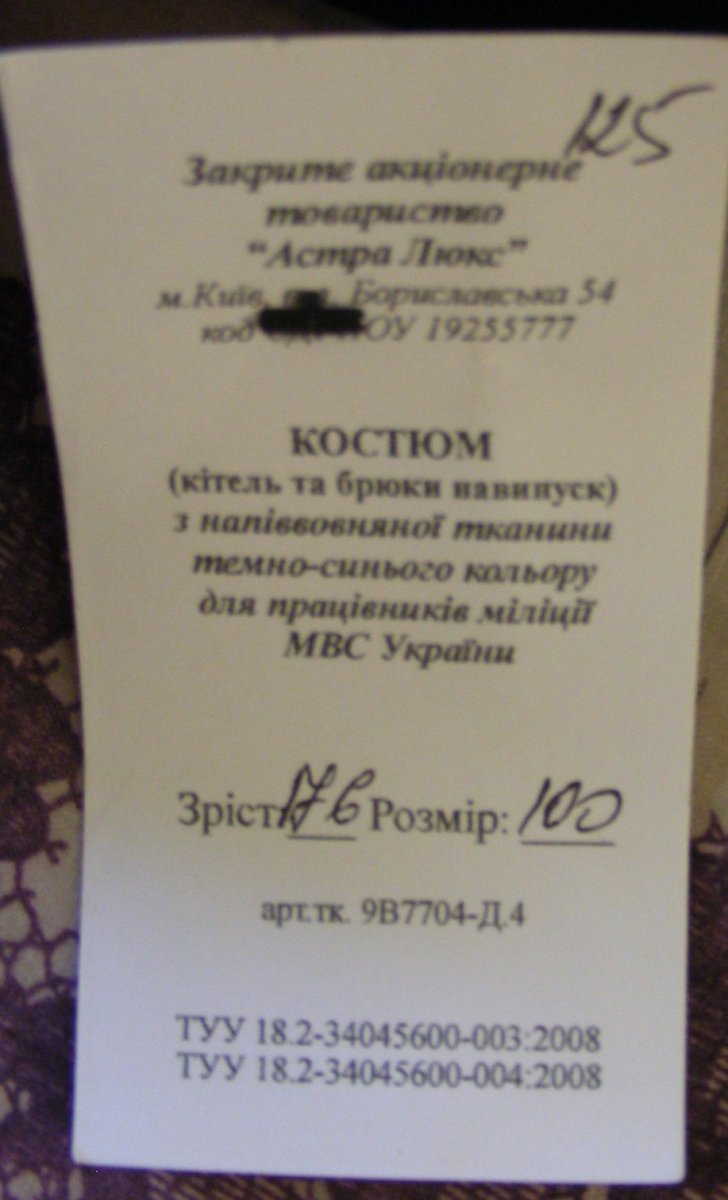 125
Закрите акціонерне
товариство
“Астра Люкс”
м.Київ, Бориславська 54
код 19255777
КОСТЮМ
(кітель та брюки навипуск)
з напіввовняної тканини
темно-синього кольору
для працівників міліції
МВС України
Зріст: 176 Розмір: 100
арт.тк. 9В7704-Д.4
ТУУ 18.2-34045600-003:2008
ТУУ 18.2-34045600-004:2008